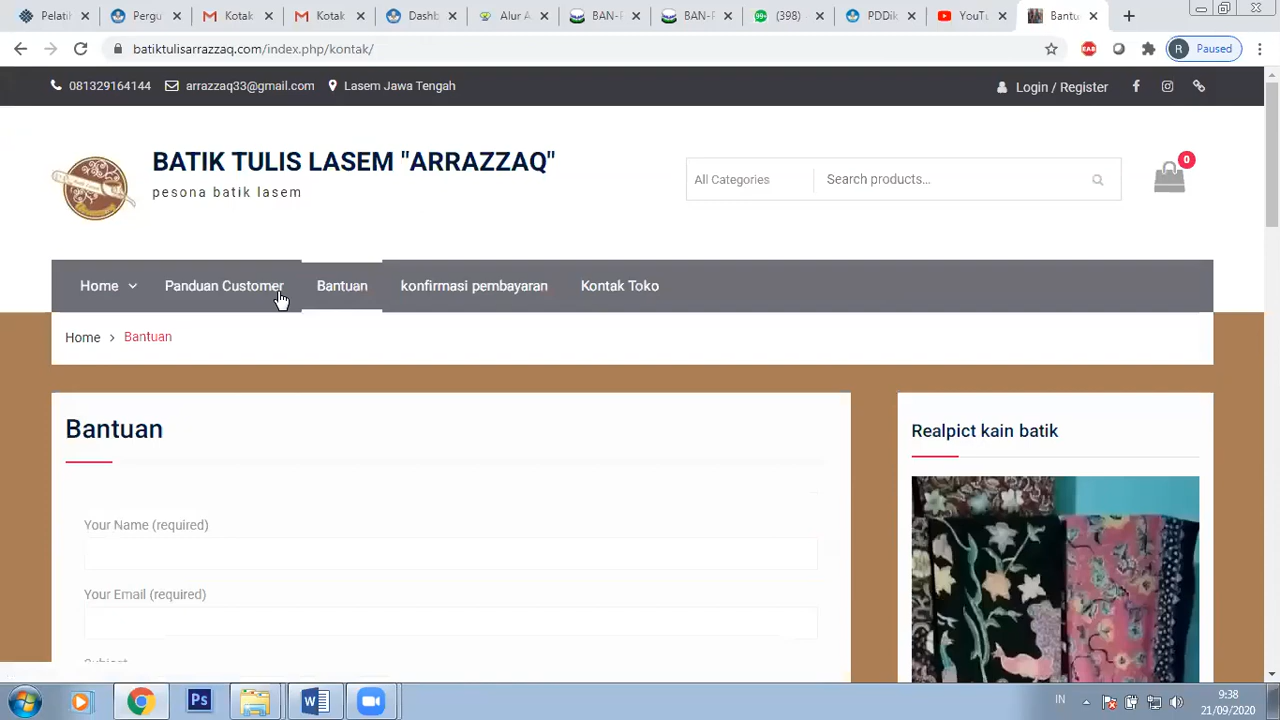 Pelati
Pergu
Kotak
Kotak
Dashb
Alur A
BAN-F
BAN-F
(398)
PDDik
YouTu
Bantu
batiktulisarrazzaq.com/index.php/kontak/
R Paused
081329164144 arrazzaq33@gmail.com Lasem Jawa Tengah
Login / Register
BATIK TULIS LASEM "ARRAZZAQ"
pesona batik lasem
All Categories
Search products...
0
Home
Panduan Customer
Bantuan
konfirmasi pembayaran
Kontak Toko
Home > Bantuan
Bantuan
Realpict kain batik
Your Name (required)
Your Email (required)
Subject
Ps
IN
9:38
21/09/2020